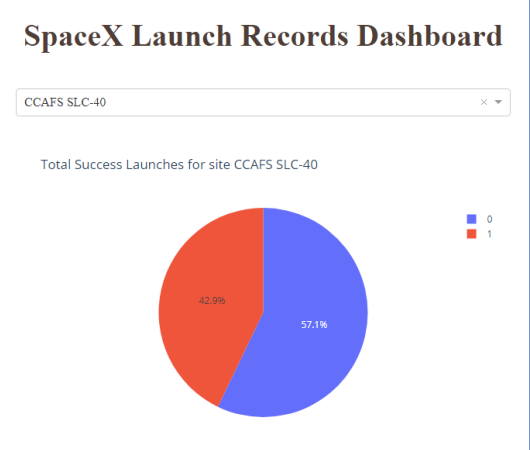 SpaceX Launch Records Dashboard
CCAFS SLC-40
Total Success Launches for site CCAFS SLC-40
0
1
42.9%
57.1%